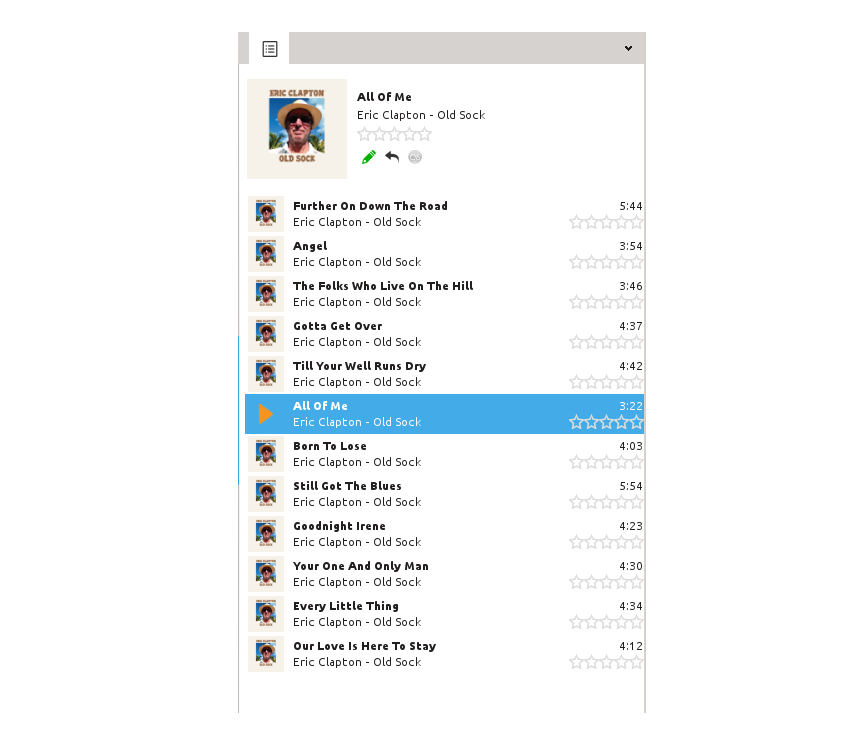 ERIC CLAPTON
OLD SOCK
All Of Me
Eric Clapton - Old Sock
Further On Down The Road 5:44
Eric Clapton - Old Sock
Angel 3:54
Eric Clapton - Old Sock
The Folks Who Live On The Hill 3:46
Eric Clapton - Old Sock
Gotta Get Over 4:37
Eric Clapton - Old Sock
Till Your Well Runs Dry 4:42
Eric Clapton - Old Sock
All Of Me 3:22
Eric Clapton - Old Sock
Born To Lose 4:03
Eric Clapton - Old Sock
Still Got The Blues 5:54
Eric Clapton - Old Sock
Goodnight Irene 4:23
Eric Clapton - Old Sock
Your One And Only Man 4:30
Eric Clapton - Old Sock
Every Little Thing 4:34
Eric Clapton - Old Sock
Our Love Is Here To Stay 4:12
Eric Clapton - Old Sock